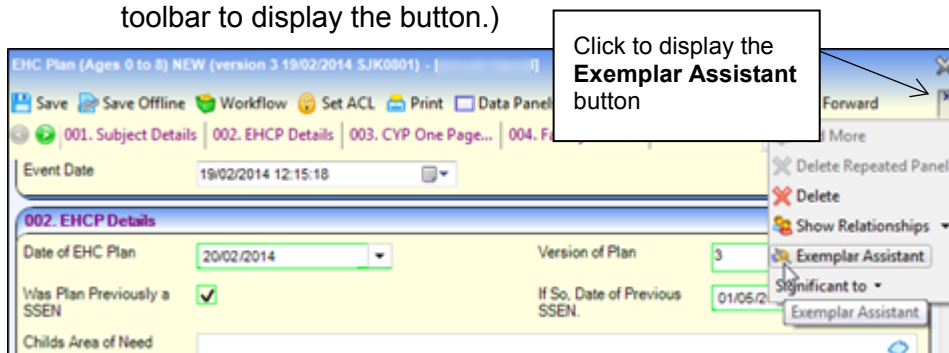 toolbar to display the button.)
Click to display the
Exemplar Assistant
button
EHC Plan (Ages 0 to 8) NEW (version 3 19/02/2014 SJK0801) - [
Save Save Offline Workflow Set ACL Print Data Panels Forward
001. Subject Details 002. EHCP Details 003. CYP One Page... 004. More
Event Date 19/02/2014 12:15:18 Delete Repeated Panel
Delete
002. EHCP Details Show Relationships
Date of EHC Plan 20/02/2014 Version of Plan 3 Exemplar Assistant
Significant to
Was Plan Previously a If So, Date of Previous
SSEN SSEN. Exemplar Assistant
Childs Area of Need